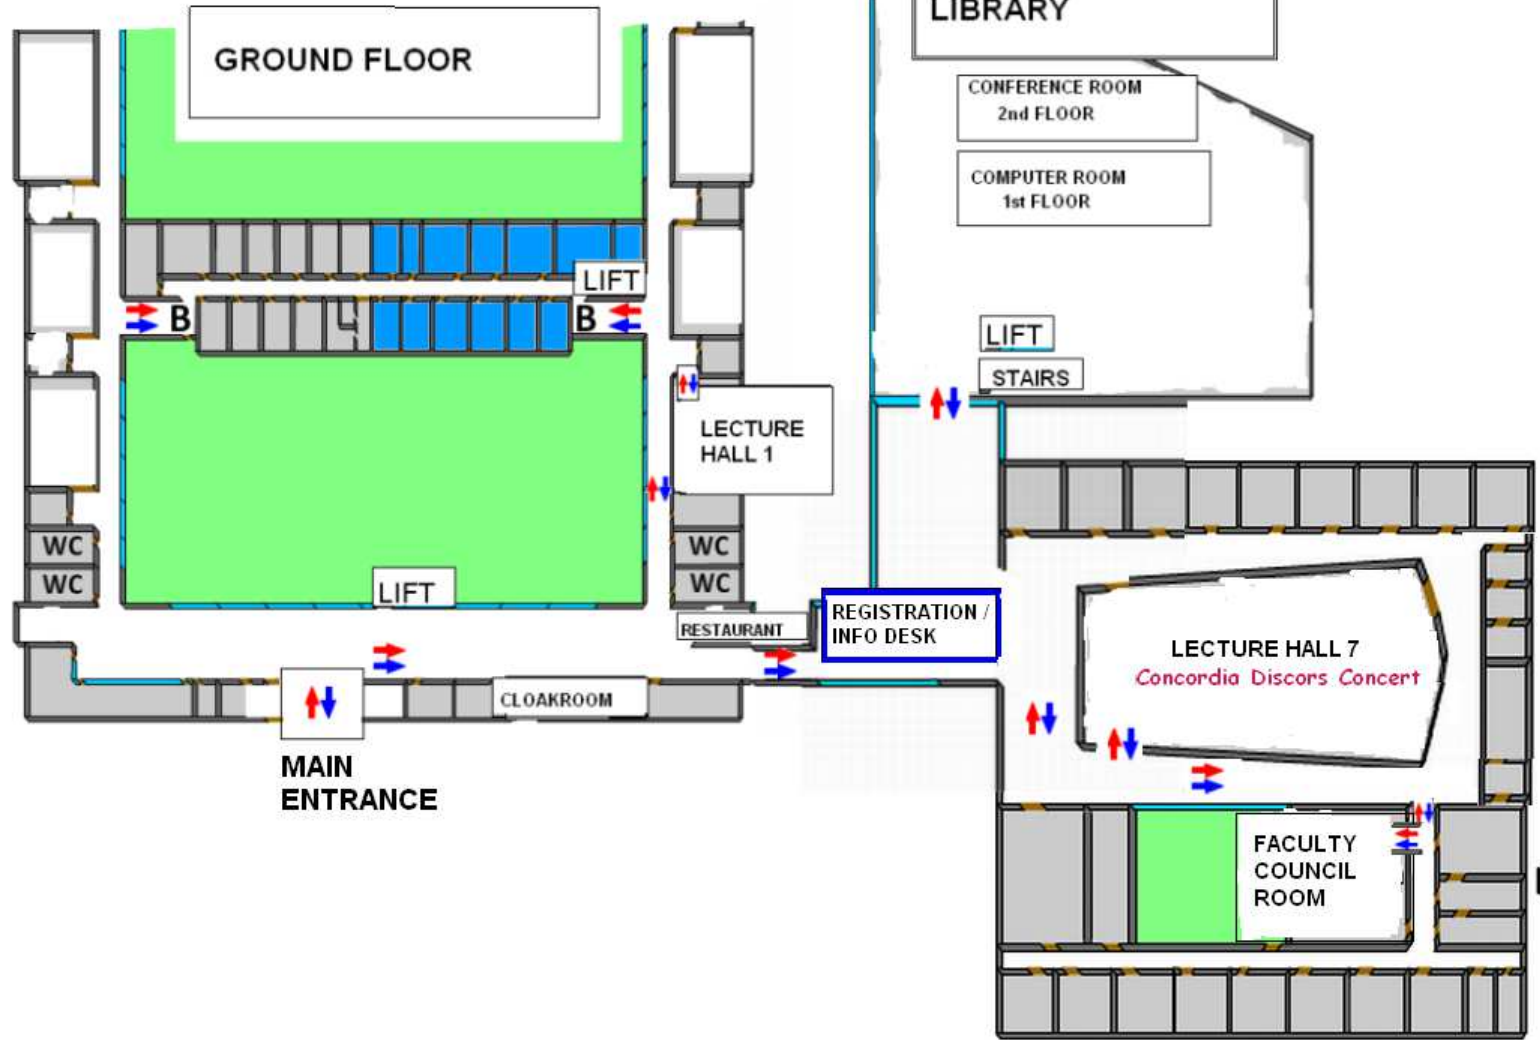 LIBRARY
GROUND FLOOR
CONFERENCE ROOM
2nd FLOOR
COMPUTER ROOM
1st FLOOR
LIFT
B
B
LIFT
STAIRS
LECTURE
HALL 1
WC
WC
WC
WC
LIFT
RESTAURANT
REGISTRATION /
INFO DESK
LECTURE HALL 7
Concordia Discors Concert
CLOAKROOM
MAIN
ENTRANCE
FACULTY
COUNCIL
ROOM